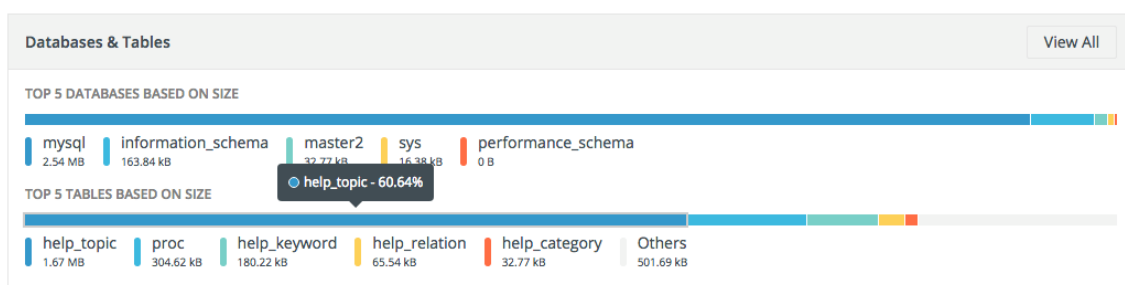 Databases & Tables
View All
TOP 5 DATABASES BASED ON SIZE
mysql information_schema master2 sys performance_schema
2.54 MB 163.84 kB 32.77 kB 16.38 kB 0 B
help_topic - 60.64%
TOP 5 TABLES BASED ON SIZE
help_topic proc help_keyword help_relation help_category Others
1.67 MB 304.62 kB 180.22 kB 65.54 kB 32.77 kB 501.69 kB